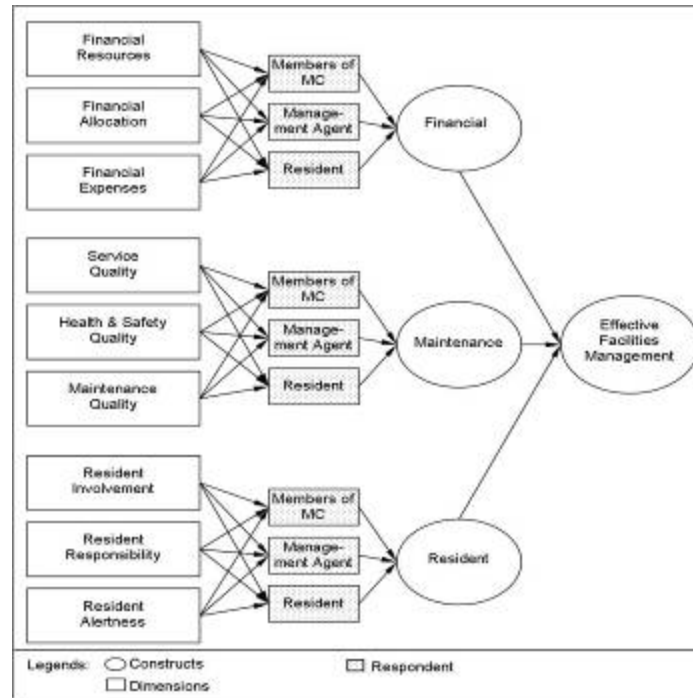 Financial
Resources
Financial
Allocation
Financial
Expenses
Members of
MC
Manage-
ment Agent
Resident
Financial
Service
Quality
Health & Safety
Quality
Maintenance
Quality
Members of
MC
Manage-
ment Agent
Resident
Maintenance
Effective
Facilities
Management
Resident
Involvement
Resident
Responsibility
Resident
Alertness
Members of
MC
Manage-
ment Agent
Resident
Resident
Legends: Constructs Respondent
Dimensions